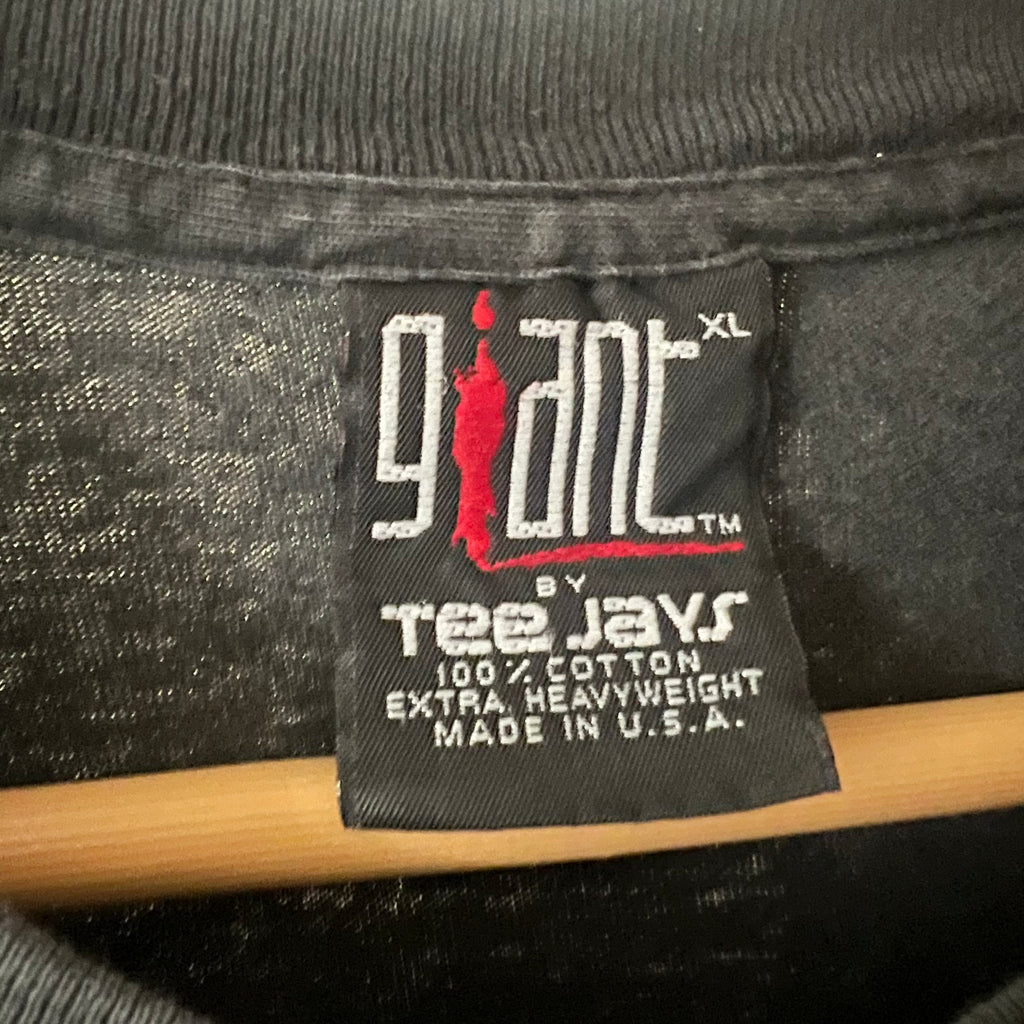 giant XL
TM
BY
Tee Jays
100% COTTON
EXTRA HEAVYWEIGHT
MADE IN U.S.A.